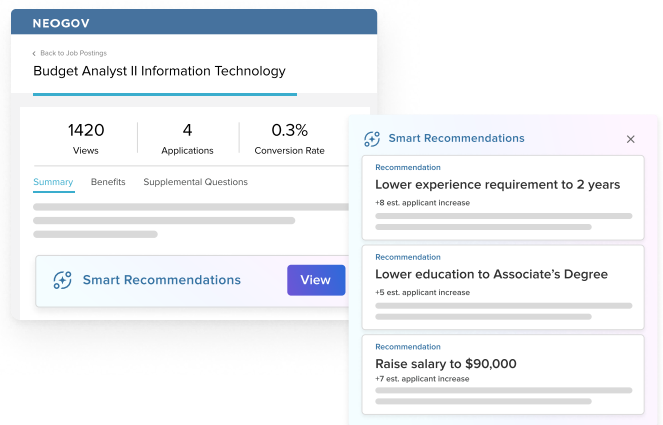 NEOGOV
Back to Job Postings
Budget Analyst II Information Technology
1420
Views
4
Applications
0.3%
Conversion Rate
Summary
Benefits
Supplemental Questions
Smart Recommendations
View
Smart Recommendations
Recommendation
Lower experience requirement to 2 years
+8 est. applicant increase
Recommendation
Lower education to Associate’s Degree
+5 est. applicant increase
Recommendation
Raise salary to $90,000
+7 est. applicant increase